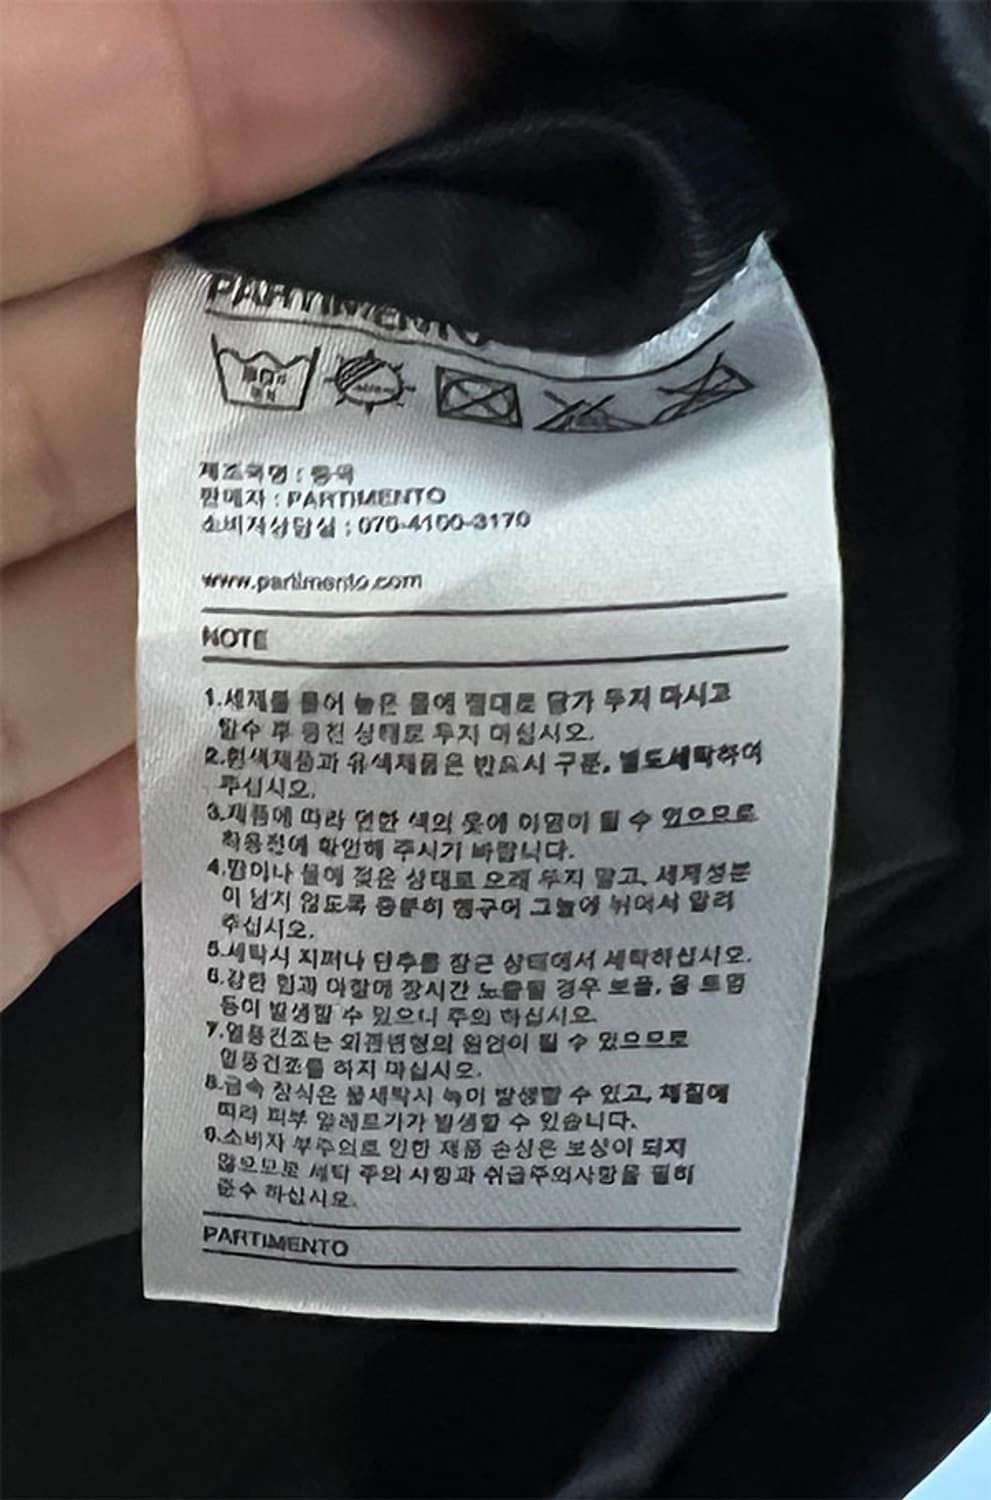 PARTIMENTO
제조국명 : 중국
판매자 : PARTIMENTO
소비자상담실 : 070-4100-3170
www.partimento.com
NOTE
1.세제를 풀어 놓은 물에 절대로 담가 두지 마시고
탈수 후 상태로 두지 마십시오.
2.흰색제품과 유색제품은 반드시 구분, 별도세탁하여
주십시오.
3.제품에 따라 연한 색의 옷에 이염이 될 수 있으므로
착용전에 확인해 주시기 바랍니다.
4.땀이나 물에 젖은 상태로 오래 두지 말고, 세제성분
이 남지 않도록 충분히 헹구어 그늘에 뉘어서 말려
주십시오.
5.세탁시 지퍼나 단추를 잠근 상태에서 세탁하십시오.
6.강한 힘과 마찰에 장시간 노출될 경우 보풀, 올 트임
등이 발생할 수 있으니 주의 하십시오.
7.열풍건조는 외관변형의 원인이 될 수 있으므로
열풍건조를 하지 마십시오.
8.금속 장식은 물세탁시 녹이 발생할 수 있고, 체질에
따라 피부 알레르기가 발생할 수 있습니다.
9.소비자 부주의로 인한 제품 손상은 보상이 되지
않으므로 세탁 주의 사항과 취급주의사항을 필히
준수 하십시오.
PARTIMENTO